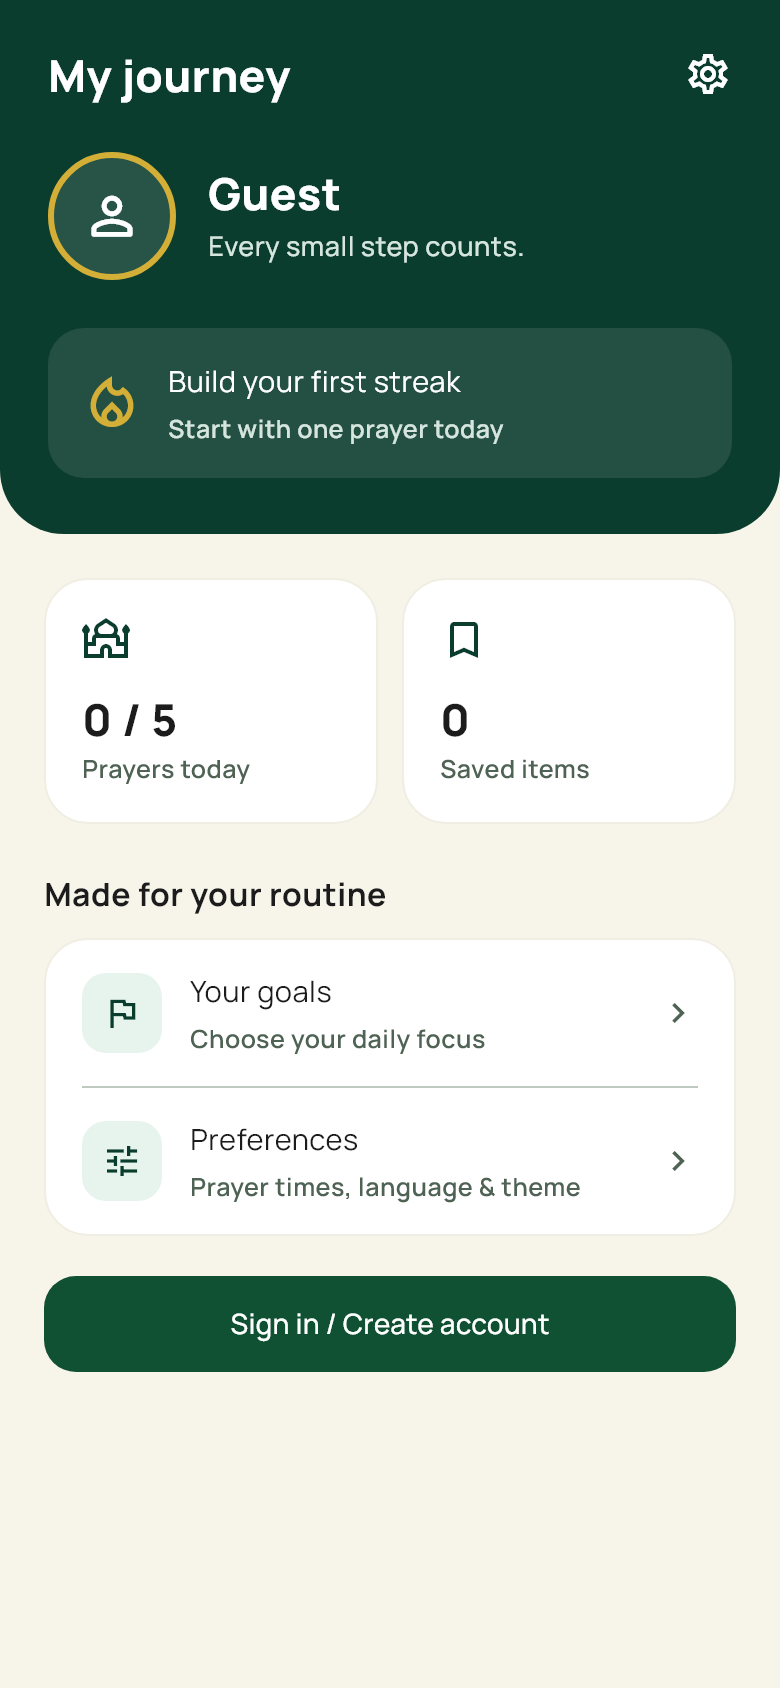 My journey
Guest
Every small step counts.
Build your first streak
Start with one prayer today
0 / 5
Prayers today
0
Saved items
Made for your routine
Your goals
Choose your daily focus
Preferences
Prayer times, language & theme
Sign in / Create account